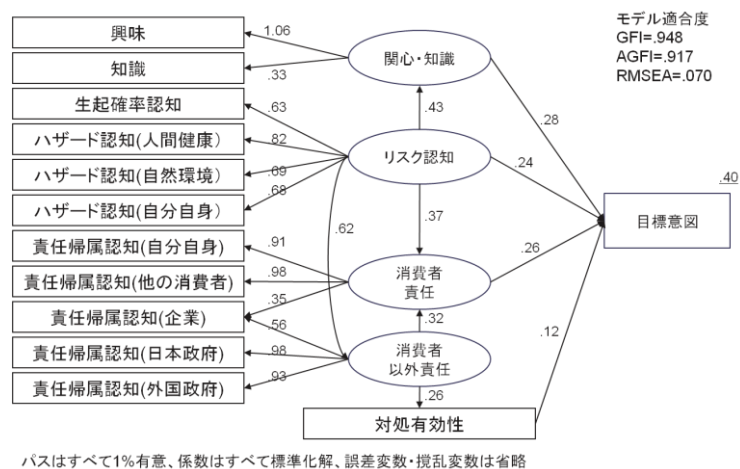 モデル適合度
GFI=.948
AGFI=.917
RMSEA=.070
興味
知識
生起確率認知
ハザード認知(人間健康)
ハザード認知(自然環境)
ハザード認知(自分自身)
責任帰属認知(自分自身)
責任帰属認知(他の消費者)
責任帰属認知(企業)
責任帰属認知(日本政府)
責任帰属認知(外国政府)
1.06
.33
.63
.82
.69
.68
.91
.98
.35
.56
.98
.93
関心・知識
.43
リスク認知
.37
.62
消費者
責任
.32
消費者
以外責任
.26
対処有効性
.28
.24
.26
.12
.40
目標意図
パスはすべて1%有意、係数はすべて標準化解、誤差変数・撹乱変数は省略